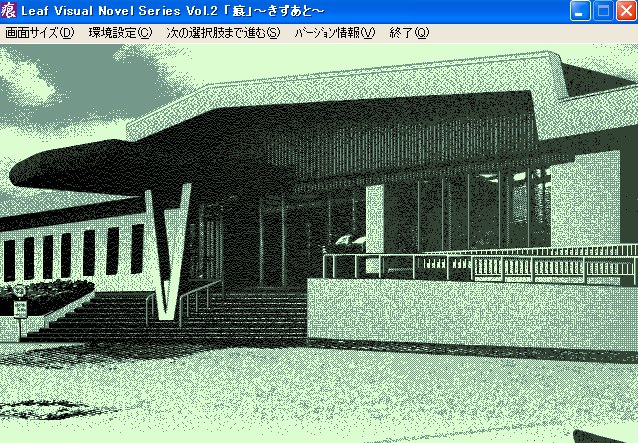 痕 Leaf Visual Novel Series Vol.2 「痕」～きずあと～
画面サイズ(D) 環境設定(C) 次の選択肢まで進む(S) バージョン情報(V) 終了(Q)